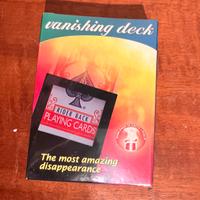 vanishing deck
RIDER BACK
PLAYING CARDS
The most amazing
disappearance